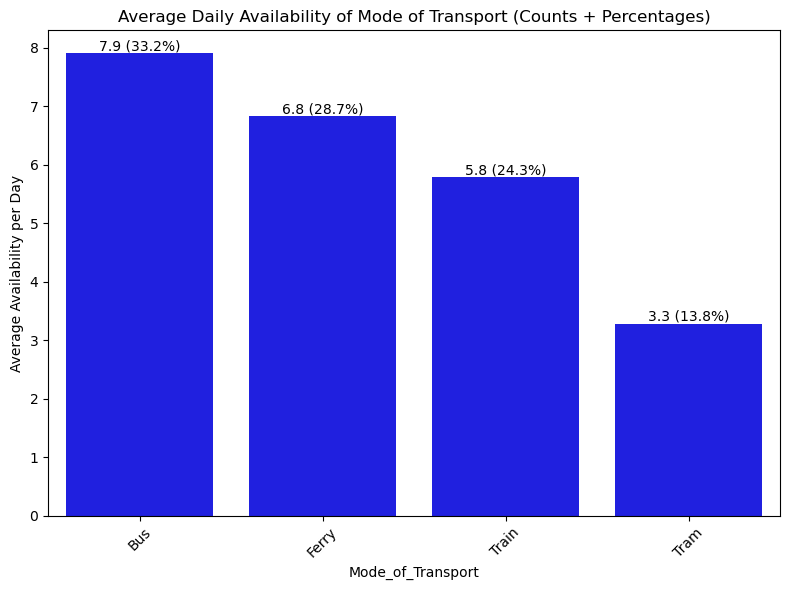 Average Daily Availability of Mode of Transport (Counts + Percentages)
Average Availability per Day
8
7
6
5
4
3
2
1
0
7.9 (33.2%)
6.8 (28.7%)
5.8 (24.3%)
3.3 (13.8%)
Bus
Ferry
Train
Tram
Mode_of_Transport